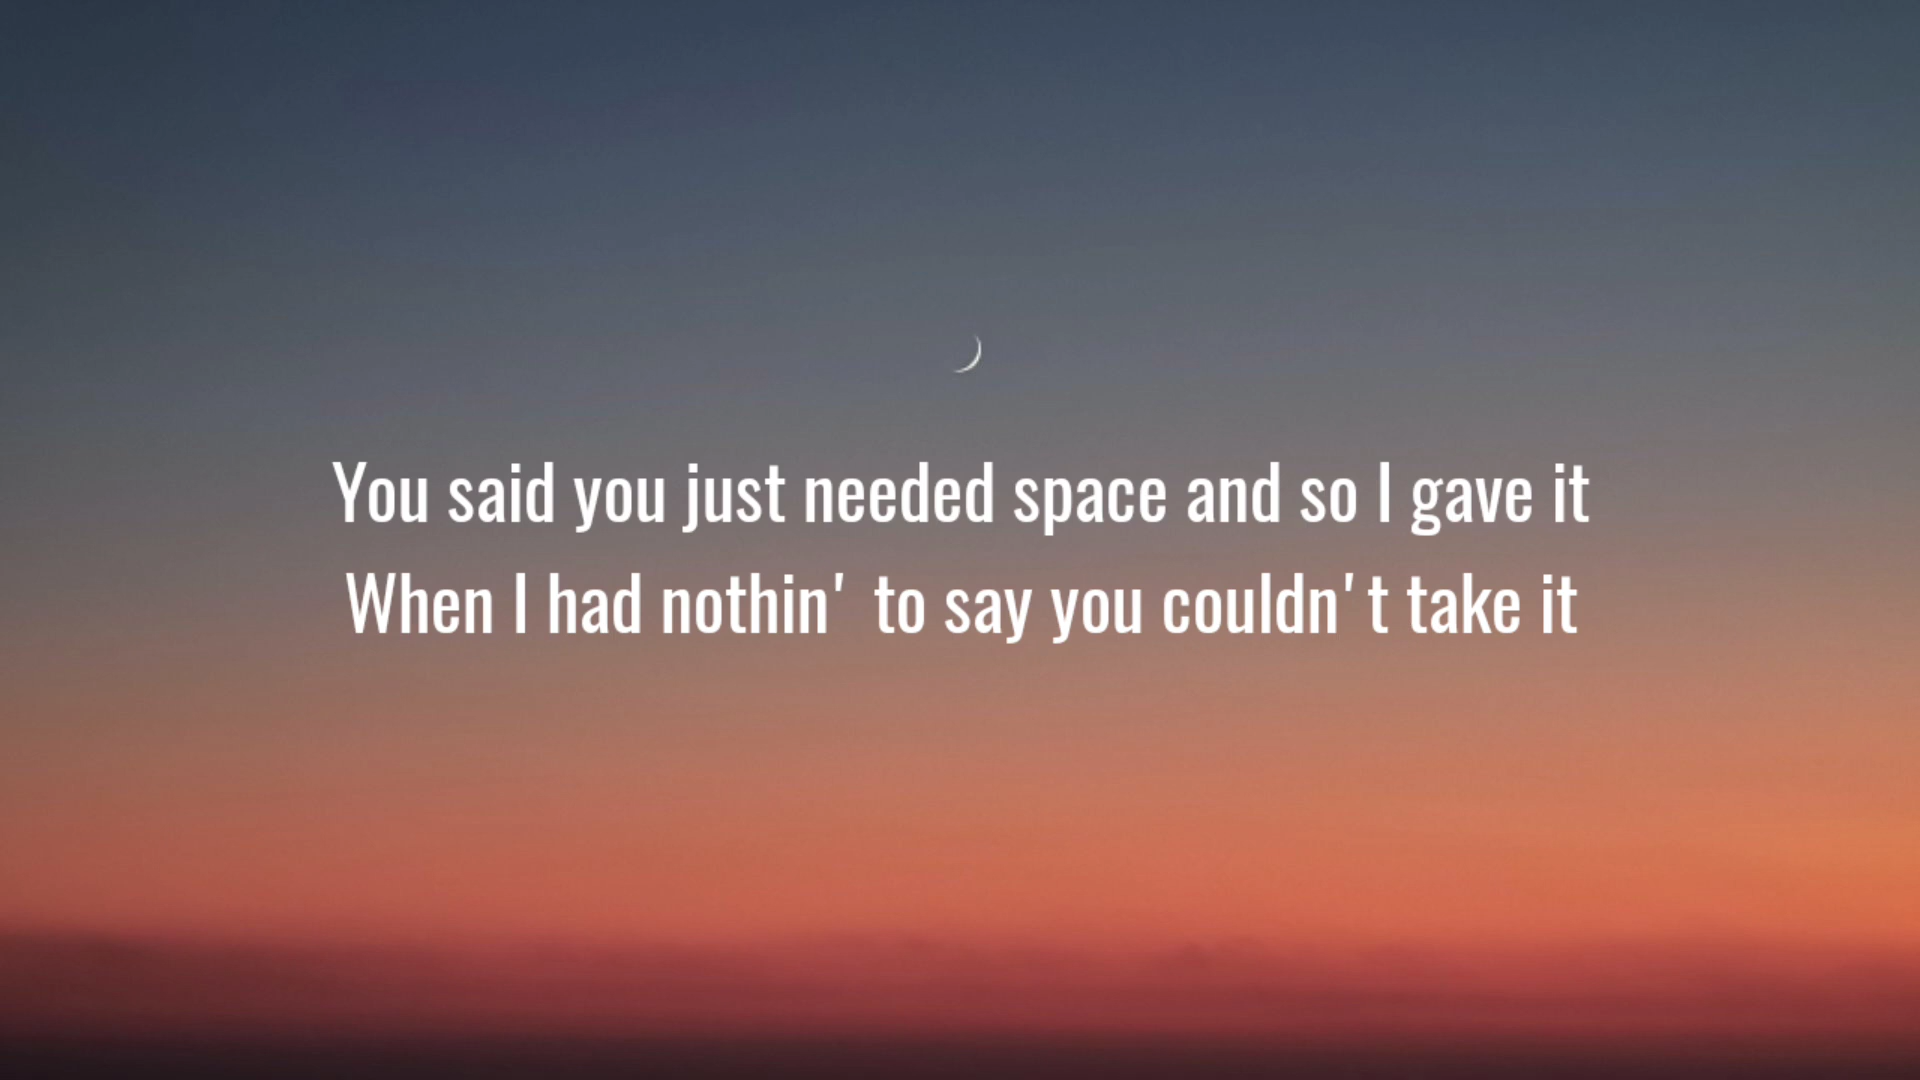 You said you just needed space and so I gave it
When I had nothin' to say you couldn't take it